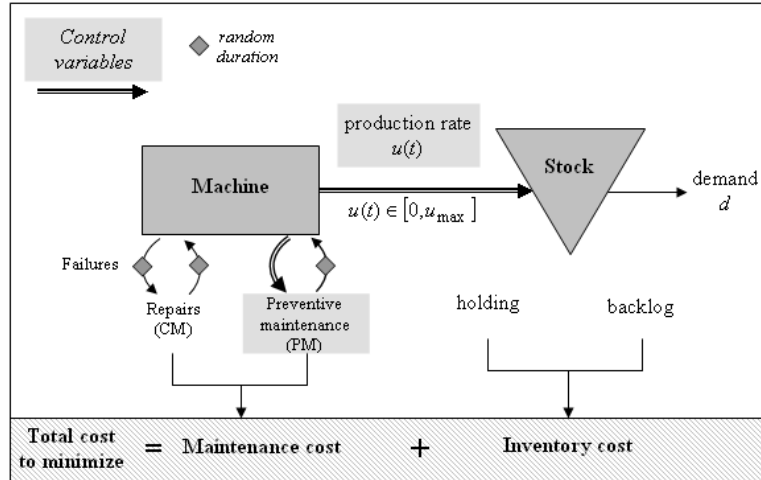 Control
variables
random
duration
production rate
u(t)
Machine
Stock
demand
d
u(t) ∈ [0,u_max ]
Failures
Repairs
(CM)
Preventive
maintenance
(PM)
holding
backlog
Total cost
to minimize
=
Maintenance cost
+
Inventory cost